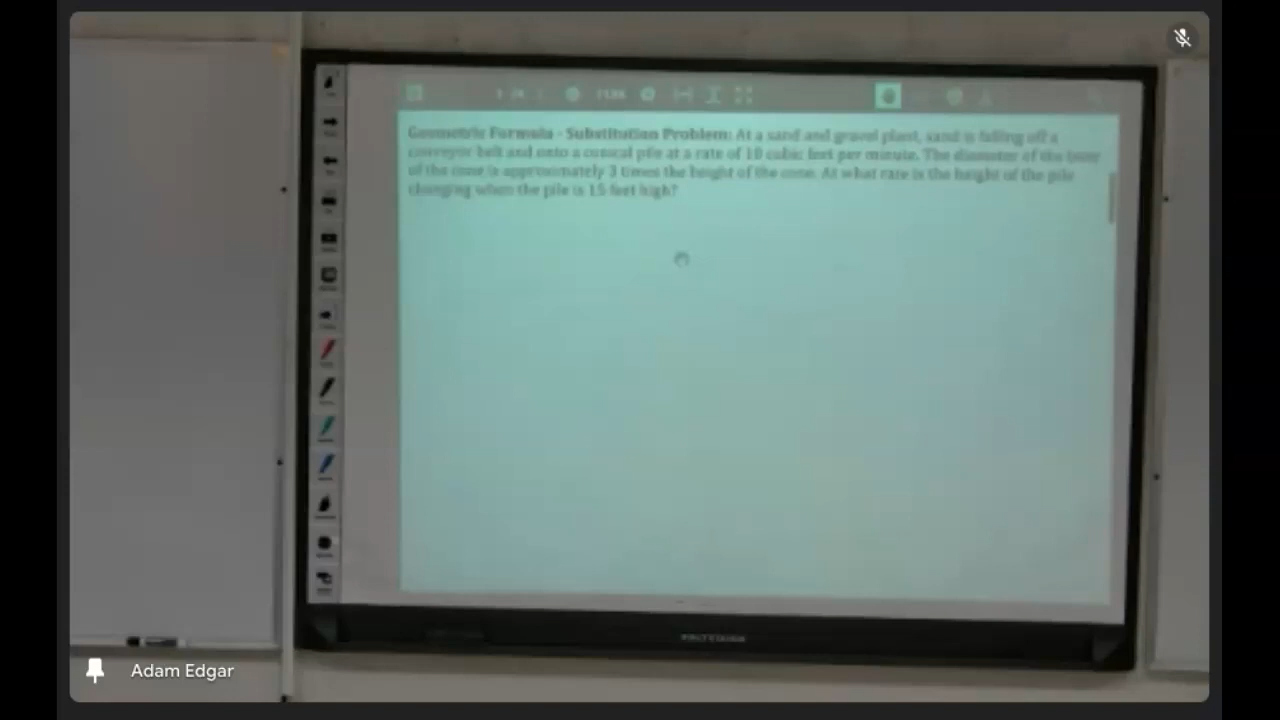 Geometric Formula - Substitution Problem: At a sand and gravel plant, sand is falling off a
conveyor belt and onto a conical pile at a rate of 10 cubic feet per minute. The diameter of the base
of the cone is approximately 3 times the height of the cone. At what rate is the height of the pile
changing when the pile is 15 feet high?
Adam Edgar